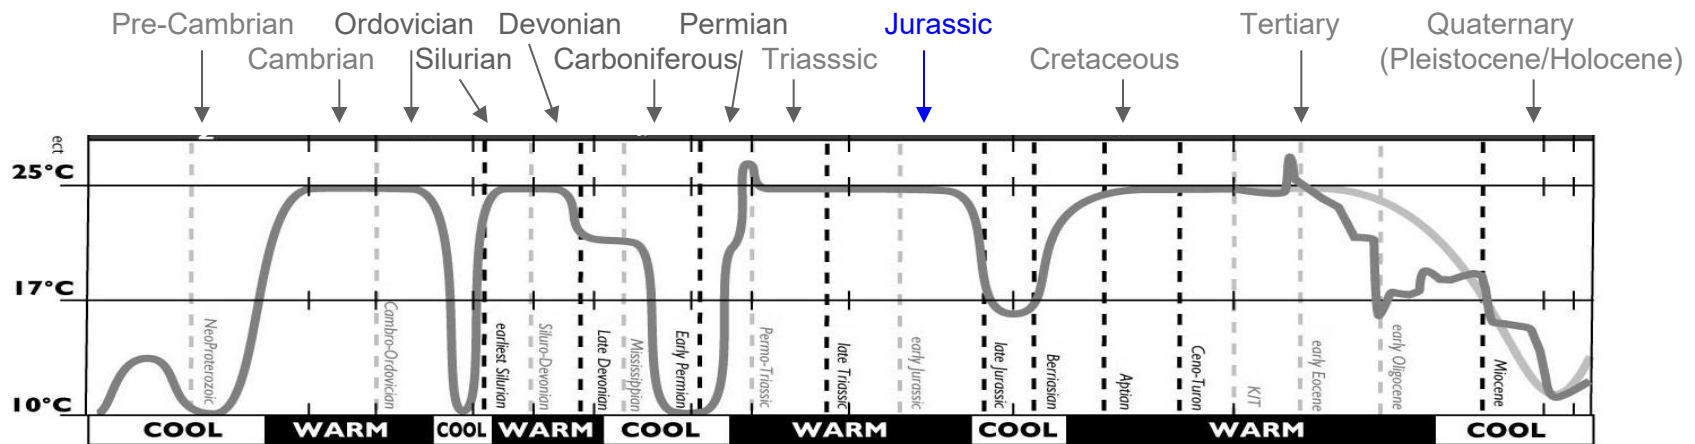 Pre-Cambrian Ordovician Devonian Permian Jurassic Tertiary Quaternary
Cambrian Silurian Carboniferous Triasssic Cretaceous (Pleistocene/Holocene)
ect
25°C
17°C
10°C
NeoProterozoic
Cambro-Ordovician
earliest Silurian
Siluro-Devonian
Late Devonian
Mississippian
Early Permian
Permo-Triassic
late Triassic
early Jurassic
late Jurassic
Berriasian
Aptian
Ceno-Turon
K/T
early Eocene
early Oligocene
Miocene
COOL WARM COOL WARM COOL WARM COOL WARM COOL